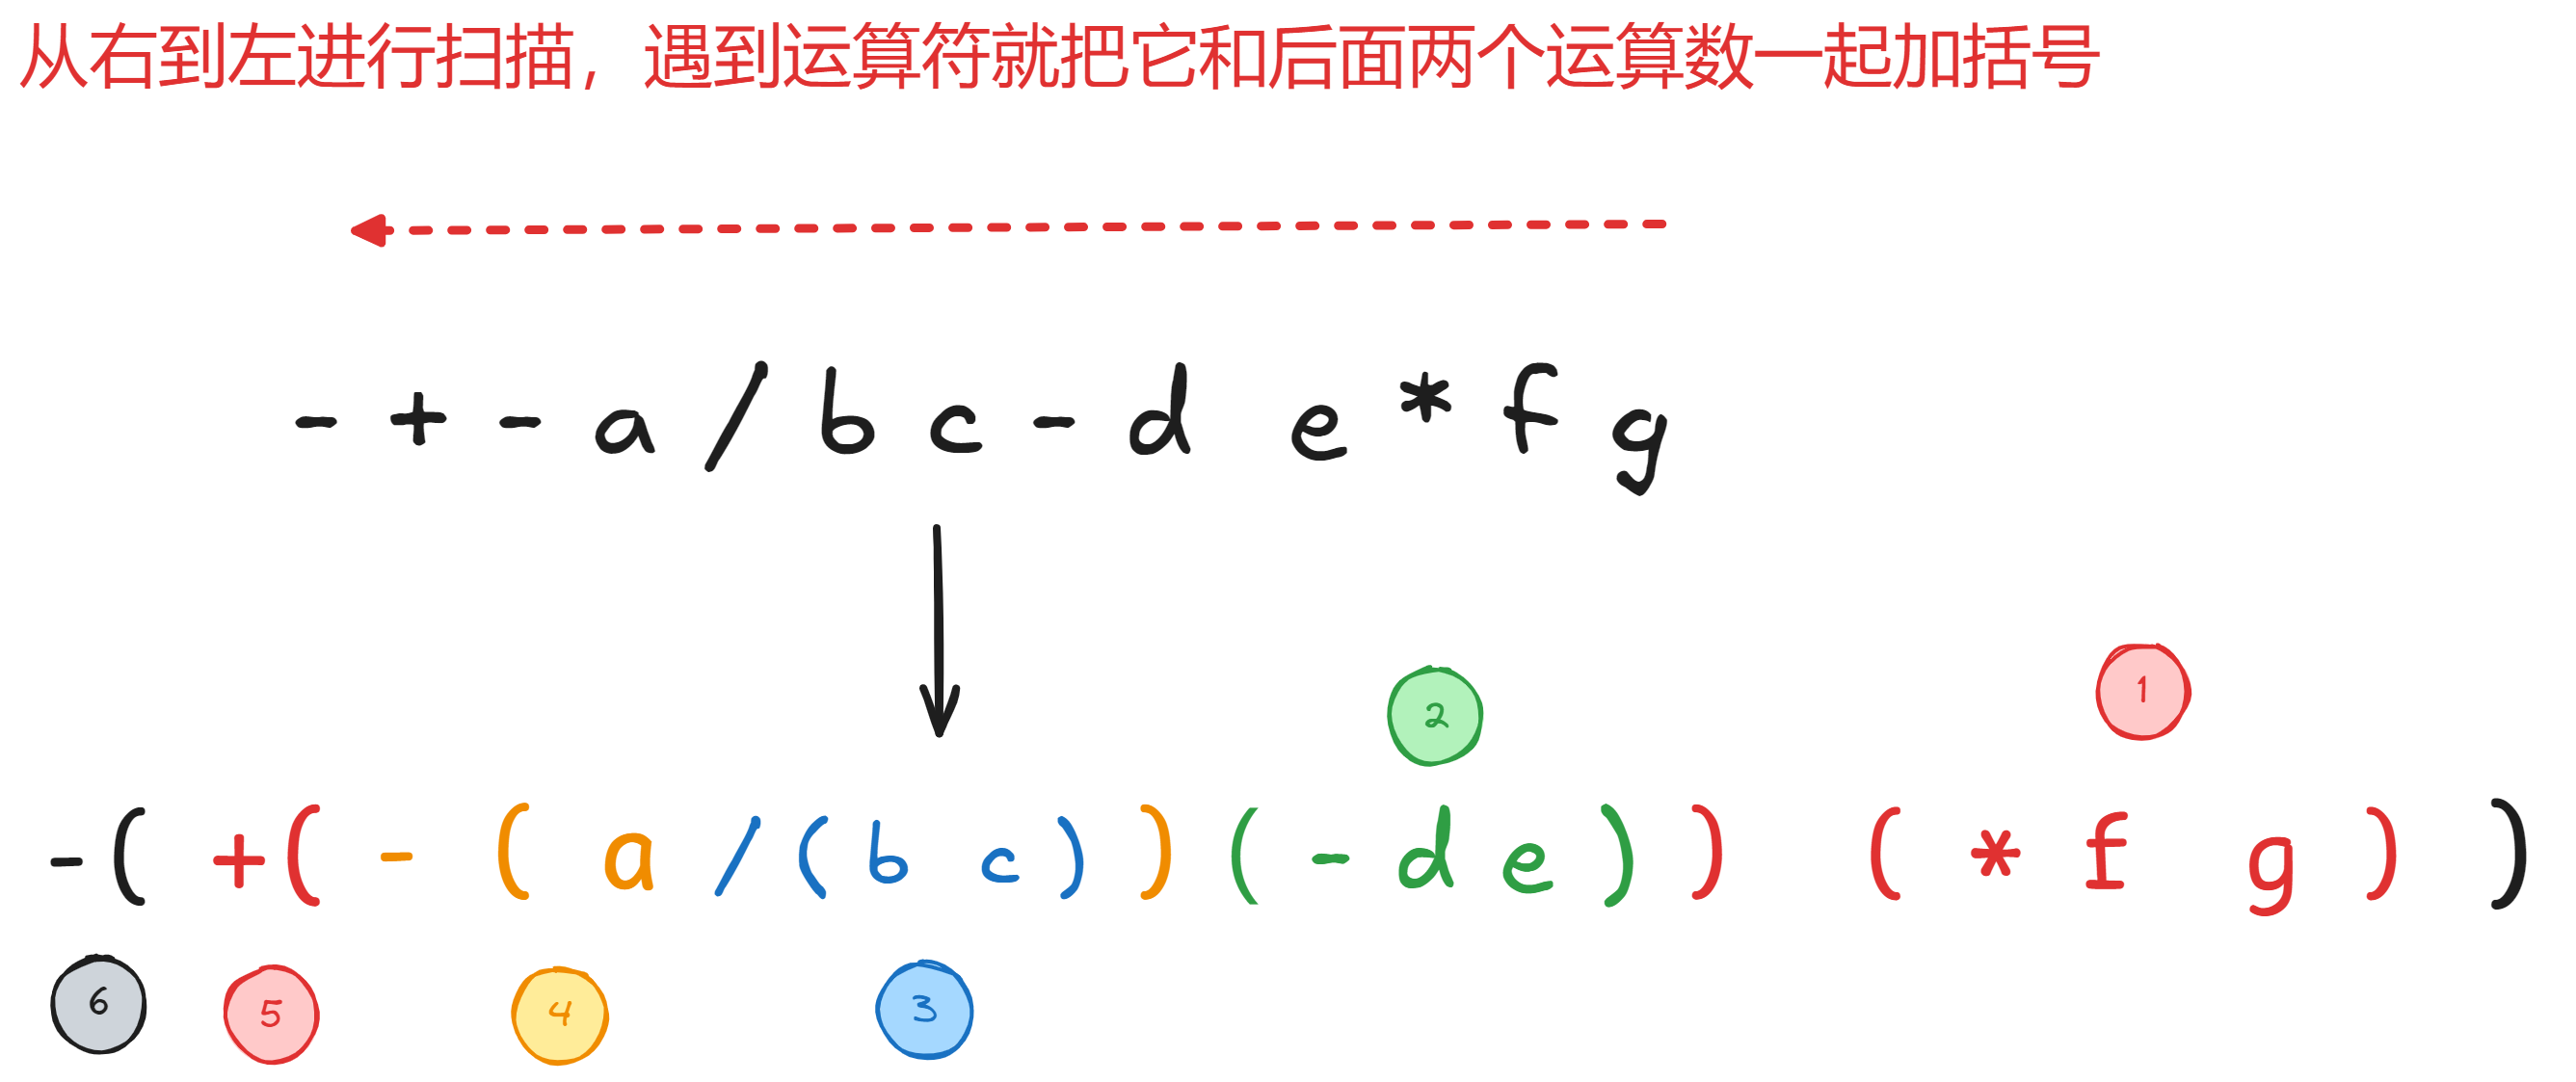 从右到左进行扫描，遇到运算符就把它和后面两个运算数一起加括号
- + - a / b c - d e * f g
2 1
-( +( - ( a /( b c ) ) ( - d e ) ) ( * f g ) )
6 5 4 3